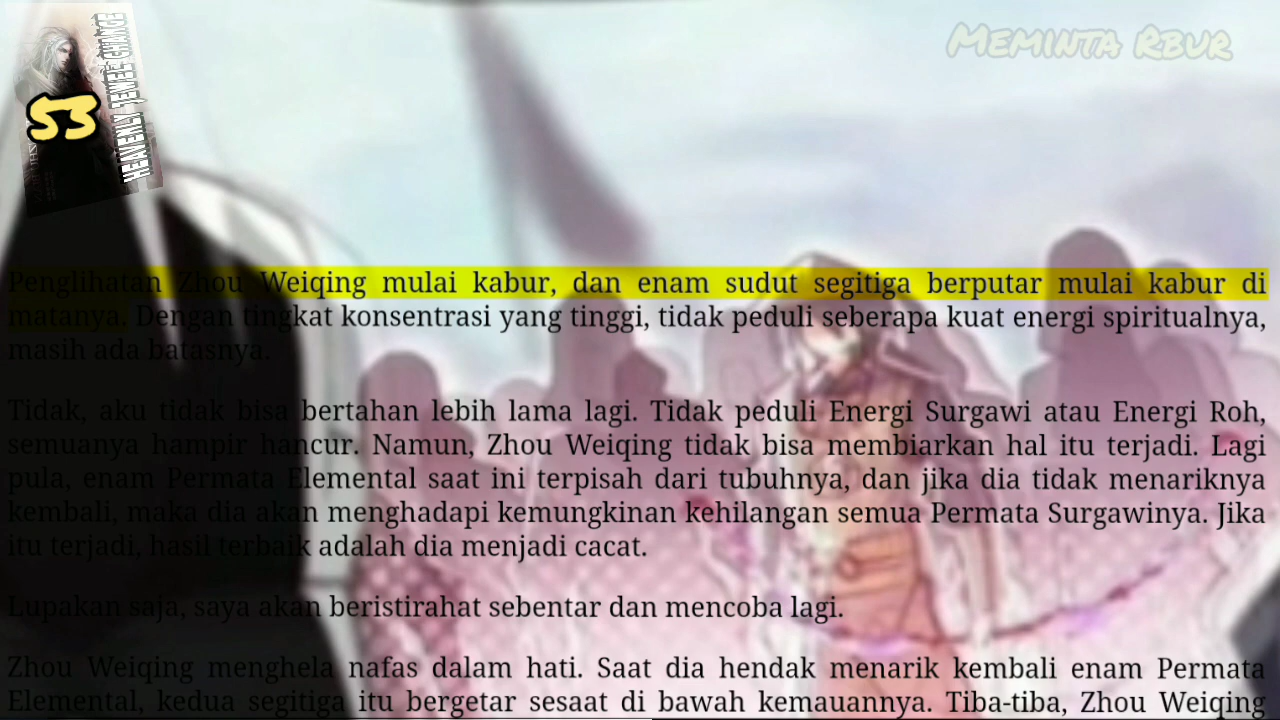 Meminta Rbur
53
HEAVENLY JEWEL CHANGE
Penglihatan Zhou Weiqing mulai kabur, dan enam sudut segitiga berputar mulai kabur di
matanya. Dengan tingkat konsentrasi yang tinggi, tidak peduli seberapa kuat energi spiritualnya,
masih ada batasnya.
Tidak, aku tidak bisa bertahan lebih lama lagi. Tidak peduli Energi Surgawi atau Energi Roh,
semuanya hampir hancur. Namun, Zhou Weiqing tidak bisa membiarkan hal itu terjadi. Lagi
pula, enam Permata Elemental saat ini terpisah dari tubuhnya, dan jika dia tidak menariknya
kembali, maka dia akan menghadapi kemungkinan kehilangan semua Permata Surgawinya. Jika
itu terjadi, hasil terbaik adalah dia menjadi cacat.
Lupakan saja, saya akan beristirahat sebentar dan mencoba lagi.
Zhou Weiqing menghela nafas dalam hati. Saat dia hendak menarik kembali enam Permata
Elemental, kedua segitiga itu bergetar sesaat di bawah kemauannya. Tiba-tiba, Zhou Weiqing